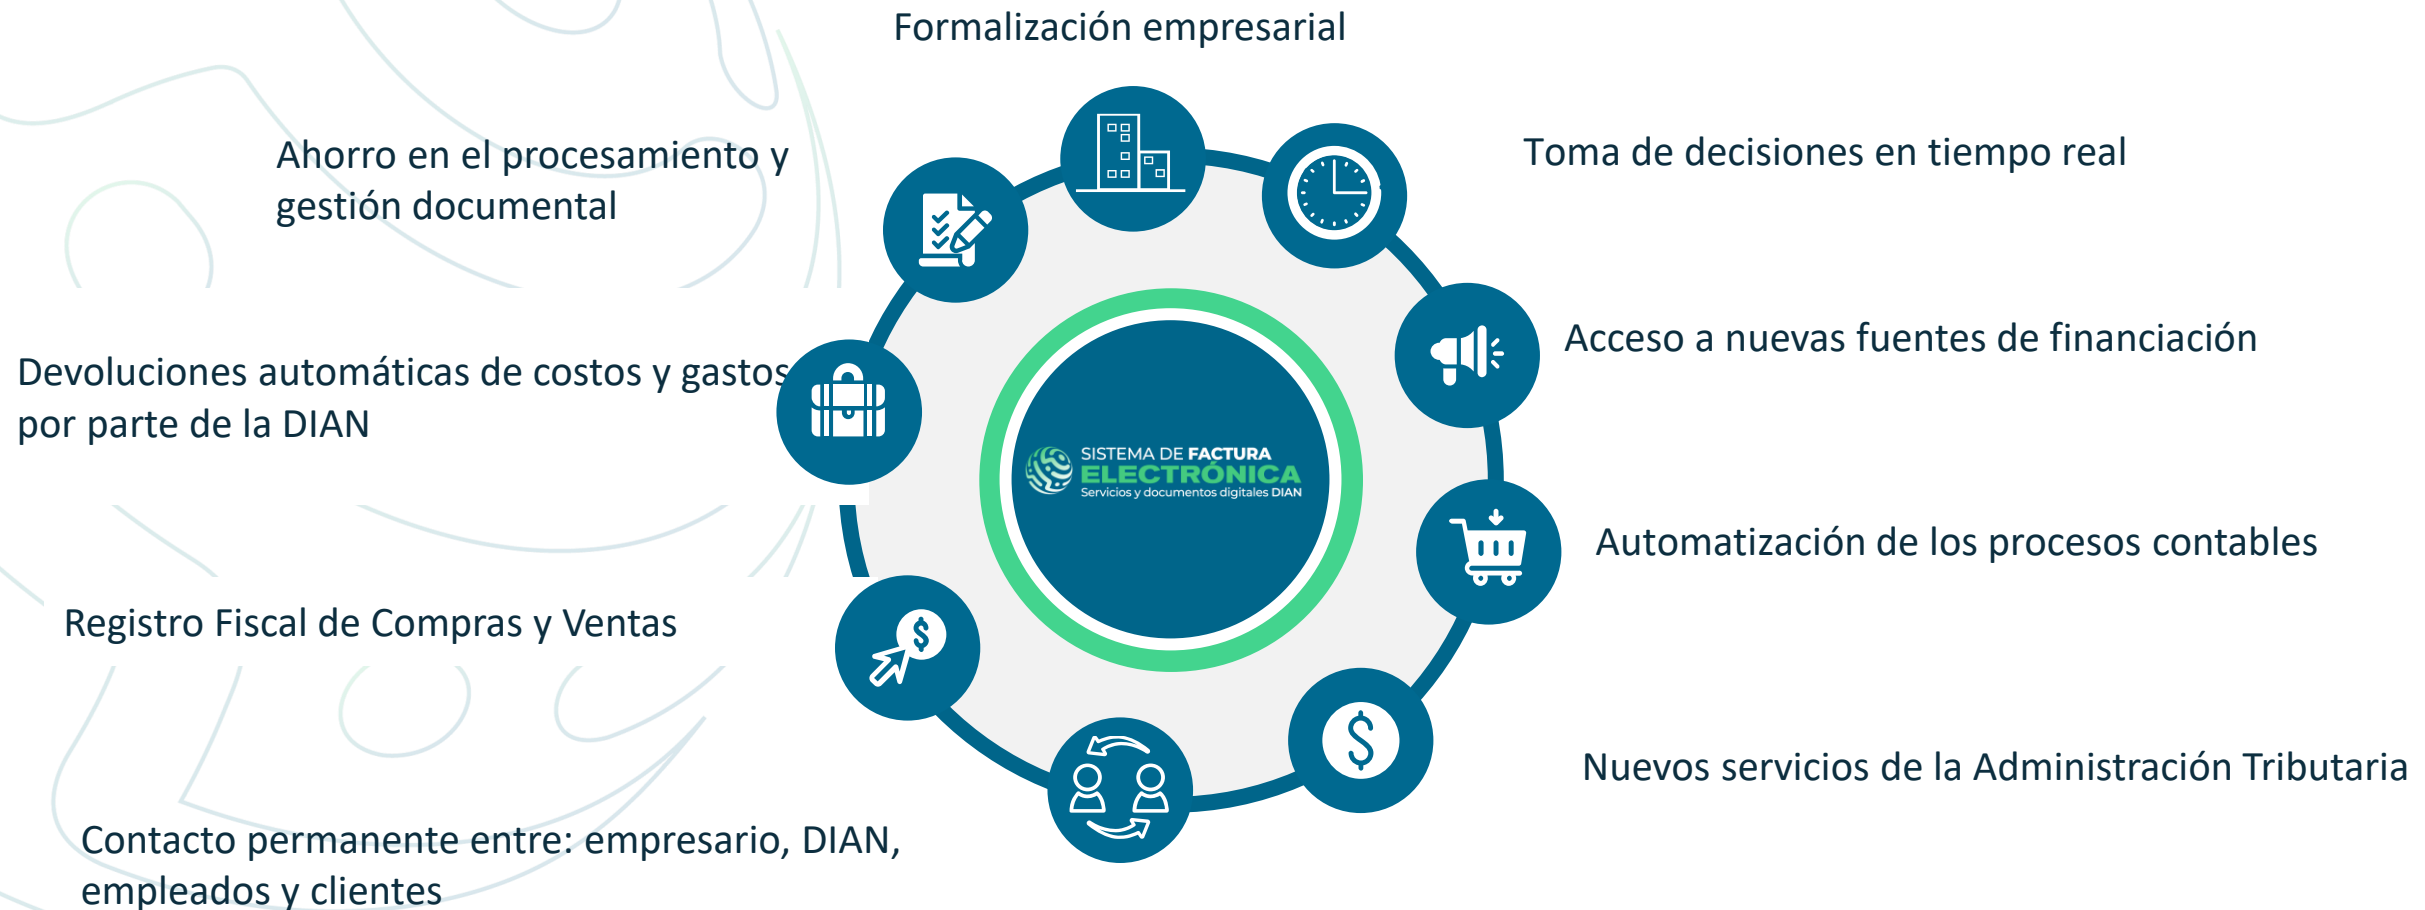 Formalización empresarial
Ahorro en el procesamiento y
gestión documental
Toma de decisiones en tiempo real
Devoluciones automáticas de costos y gastos
por parte de la DIAN
Acceso a nuevas fuentes de financiación
SISTEMA DE FACTURA
ELECTRÓNICA
Servicios y documentos digitales DIAN
Automatización de los procesos contables
Registro Fiscal de Compras y Ventas
$
$
Nuevos servicios de la Administración Tributaria
Contacto permanente entre: empresario, DIAN,
empleados y clientes